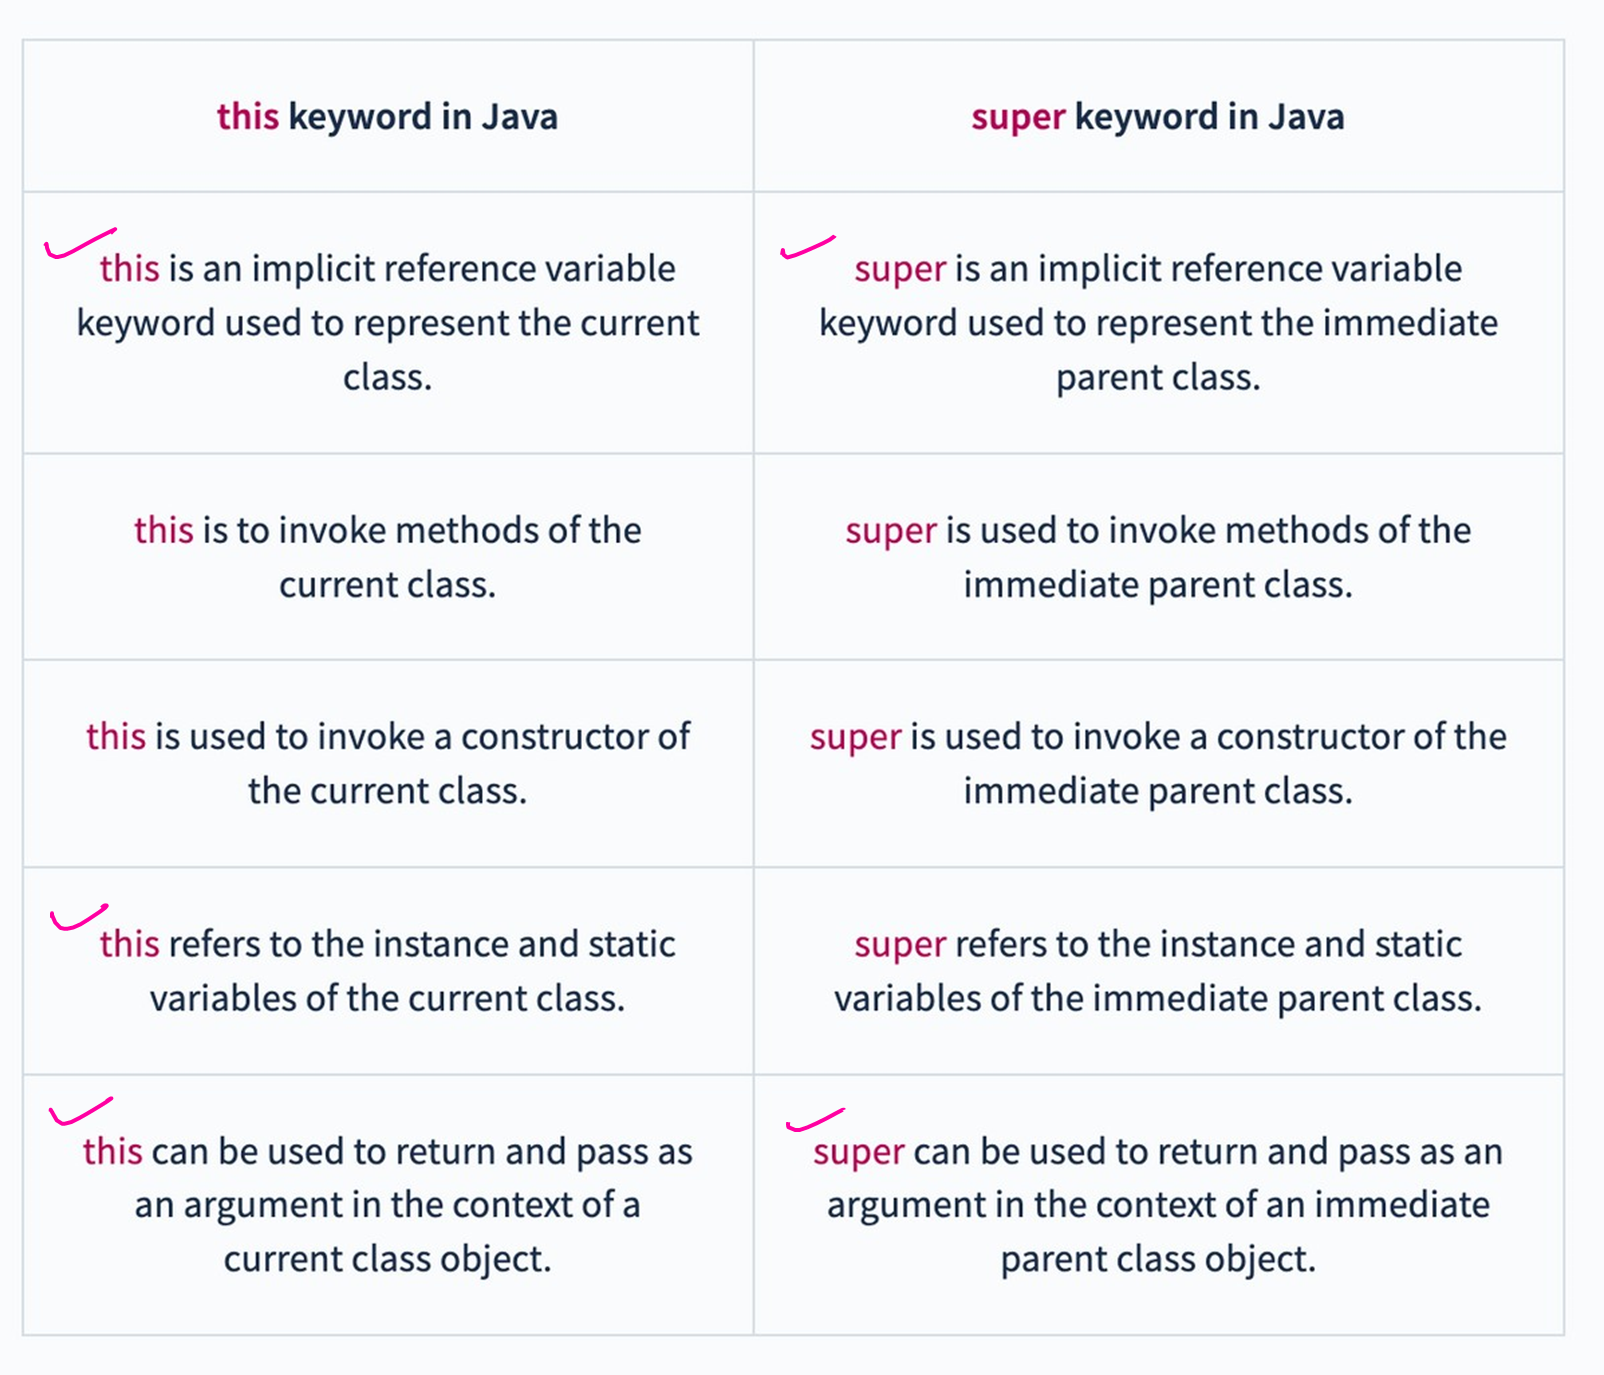 this keyword in Java
super keyword in Java
this is an implicit reference variable
keyword used to represent the current
class.
super is an implicit reference variable
keyword used to represent the immediate
parent class.
this is to invoke methods of the
current class.
super is used to invoke methods of the
immediate parent class.
this is used to invoke a constructor of
the current class.
super is used to invoke a constructor of the
immediate parent class.
this refers to the instance and static
variables of the current class.
super refers to the instance and static
variables of the immediate parent class.
this can be used to return and pass as
an argument in the context of a
current class object.
super can be used to return and pass as an
argument in the context of an immediate
parent class object.